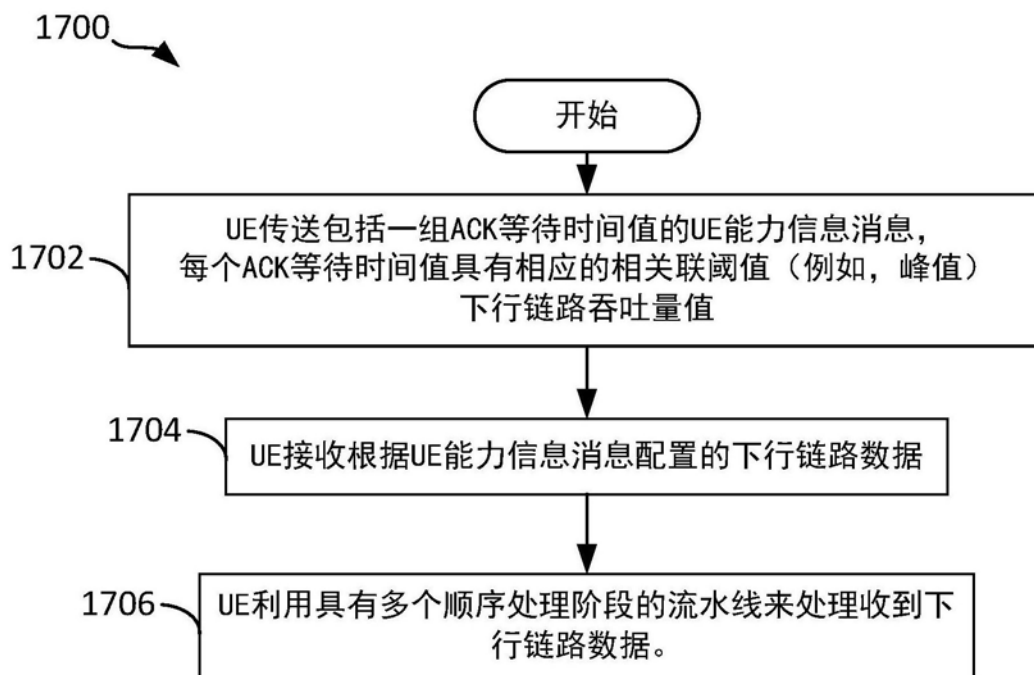 1700
开始
1702
UE传送包括一组ACK等待时间值的UE能力信息消息，
每个ACK等待时间值具有相应的相关联阈值（例如，峰值）
下行链路吞吐量值
1704
UE接收根据UE能力信息消息配置的下行链路数据
1706
UE利用具有多个顺序处理阶段的流水线来处理收到下
行链路数据。